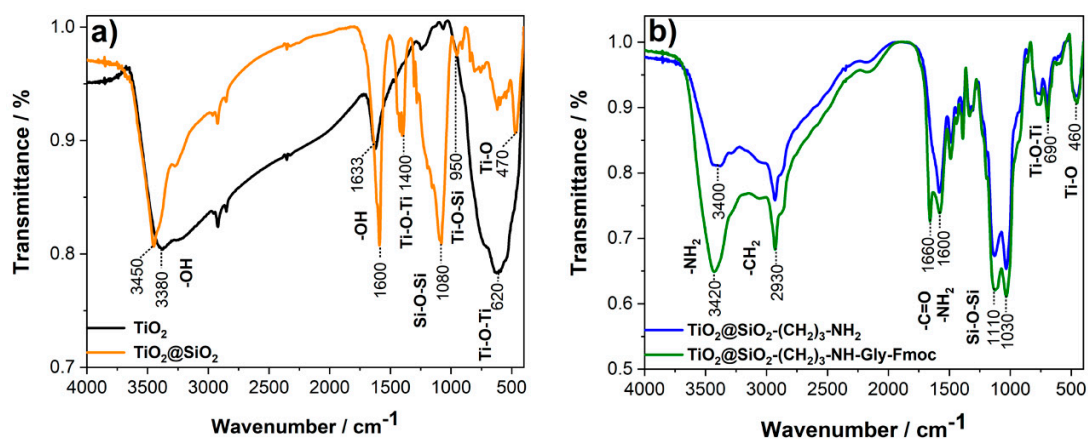 a)
Transmittance / %
1.0
0.9
0.8
0.7
3450
3380
-OH
1633
-OH
1600
Ti-O-Ti
1400
Si-O-Si
1080
Ti-O-Si
950
Ti-O-Ti
620
Ti-O
470
TiO₂
TiO₂@SiO₂
4000 3500 3000 2500 2000 1500 1000 500
Wavenumber / cm⁻¹
b)
Transmittance / %
1.0
0.9
0.8
0.7
0.6
0.5
-NH₂
3420
3400
-CH₂
2930
-C=O
1660
-NH₂
1600
Si-O-Si
1110
1030
Ti-O-Ti
690
Ti-O
460
TiO₂@SiO₂-(CH₂)₃-NH₂
TiO₂@SiO₂-(CH₂)₃-NH-Gly-Fmoc
4000 3500 3000 2500 2000 1500 1000 500
Wavenumber / cm⁻¹